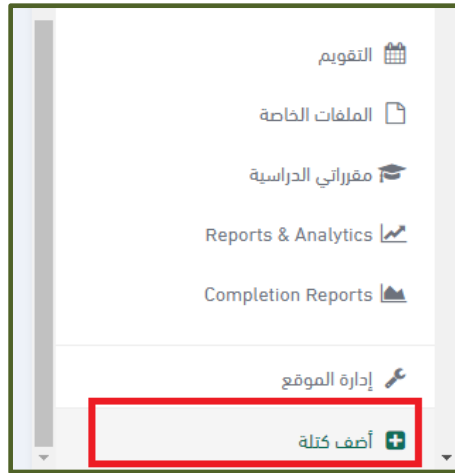 التقويم
الملفات الخاصة
مقرراتي الدراسية
Reports & Analytics
Completion Reports
إدارة الموقع
أضف كتلة